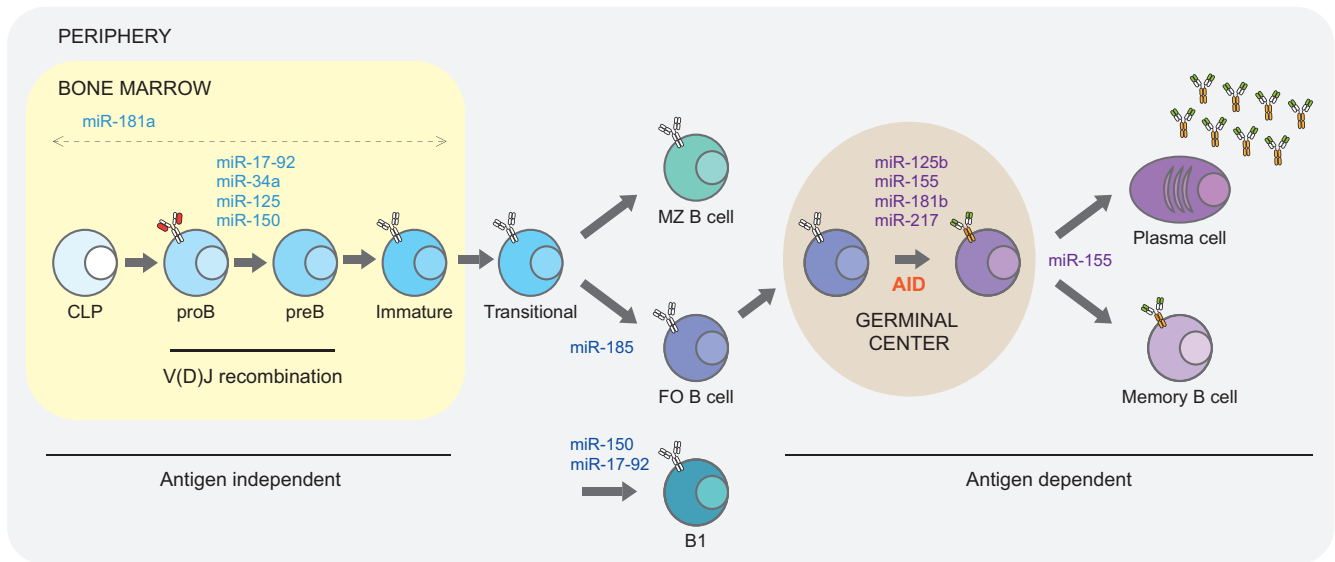 PERIPHERY
BONE MARROW
miR-181a
miR-17-92
miR-34a
miR-125
miR-150
CLP
proB
preB
Immature
Transitional
V(D)J recombination
Antigen independent
MZ B cell
miR-185
FO B cell
miR-150
miR-17-92
B1
miR-125b
miR-155
miR-181b
miR-217
AID
GERMINAL
CENTER
miR-155
Plasma cell
Memory B cell
Antigen dependent